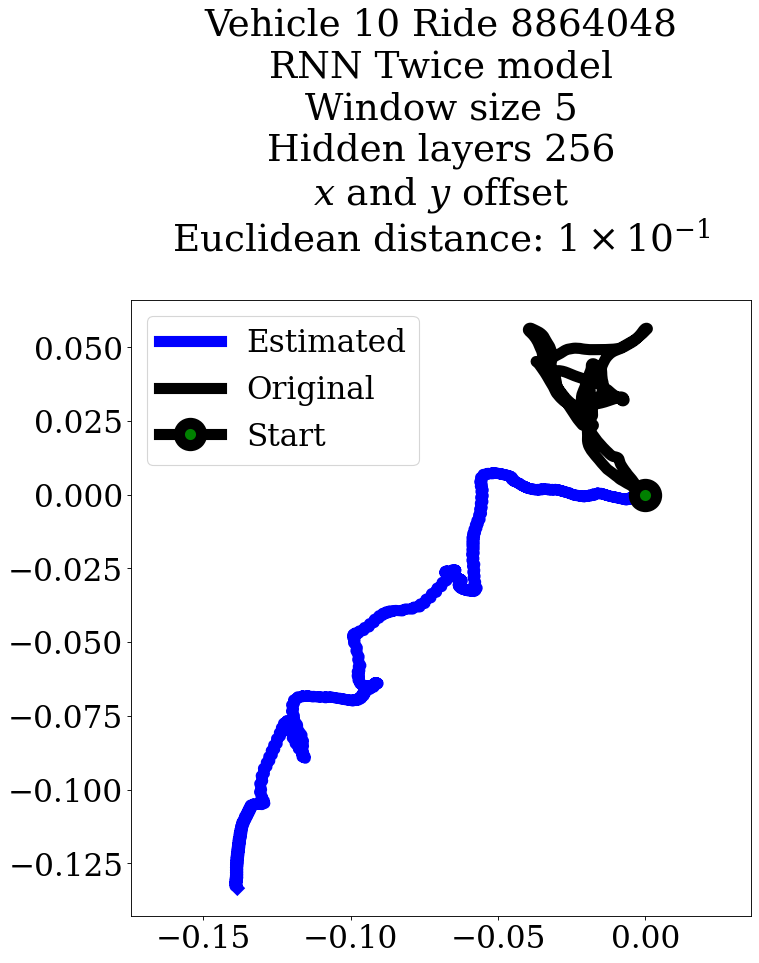 Vehicle 10 Ride 8864048
RNN Twice model
Window size 5
Hidden layers 256
x and y offset
Euclidean distance: 1 × 10⁻¹
Estimated
Original
Start
0.050
0.025
0.000
−0.025
−0.050
−0.075
−0.100
−0.125
−0.15 −0.10 −0.05 0.00